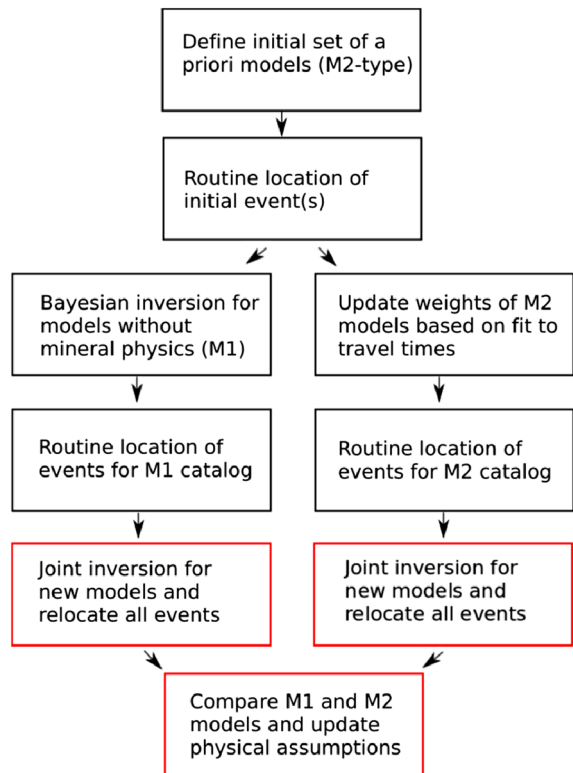 Define initial set of a
priori models (M2-type)
Routine location of
initial event(s)
Bayesian inversion for
models without
mineral physics (M1)
Update weights of M2
models based on fit to
travel times
Routine location of
events for M1 catalog
Routine location of
events for M2 catalog
Joint inversion for
new models and
relocate all events
Joint inversion for
new models and
relocate all events
Compare M1 and M2
models and update
physical assumptions